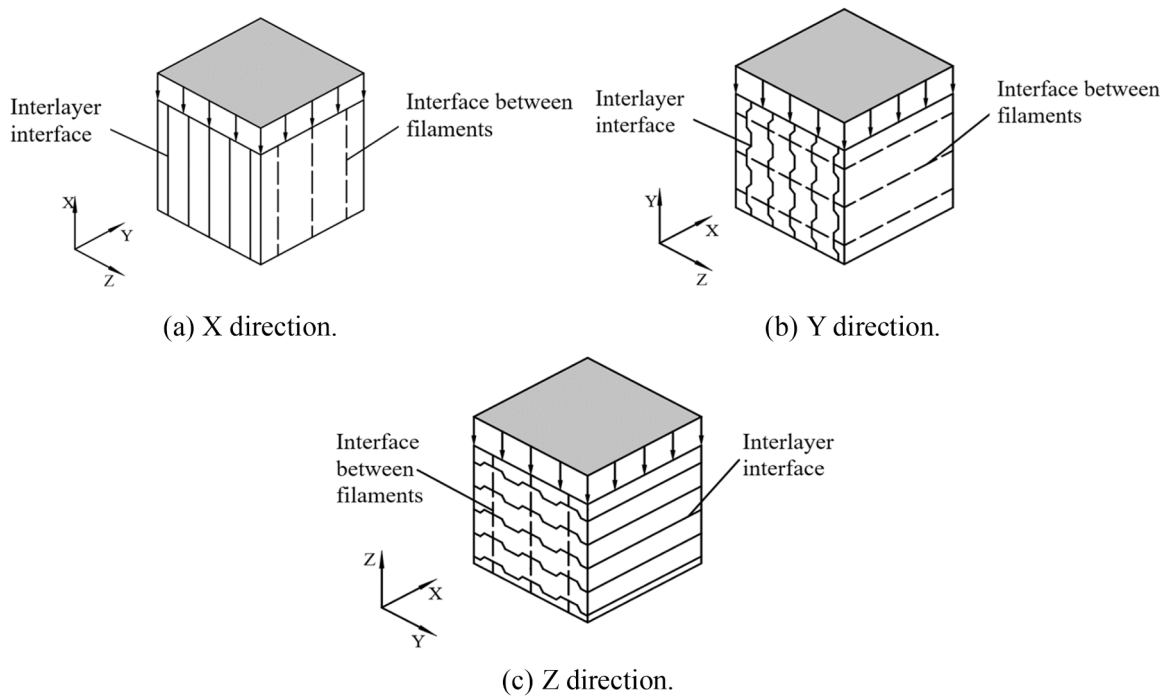 Interlayer
interface
Interface between
filaments
X
Y
Z
(a) X direction.
Interlayer
interface
Interface between
filaments
Y
X
Z
(b) Y direction.
Interface
between
filaments
Interlayer
interface
Z
X
Y
(c) Z direction.